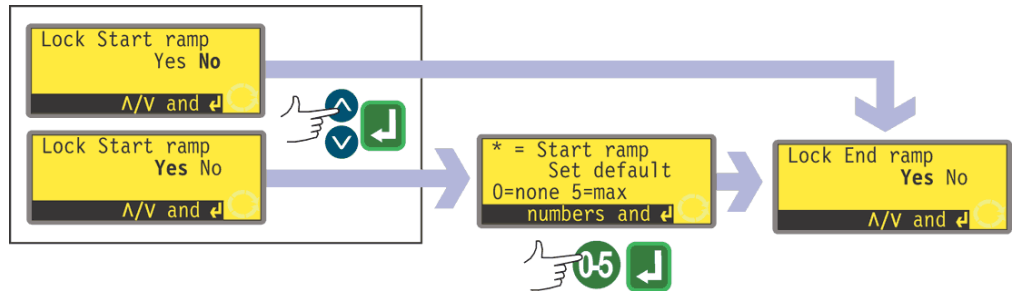 Lock Start ramp
Yes No
∧/∨ and ↲
Lock Start ramp
Yes No
∧/∨ and ↲
* = Start ramp
Set default
0=none 5=max
numbers and ↲
0-5
Lock End ramp
Yes No
∧/∨ and ↲